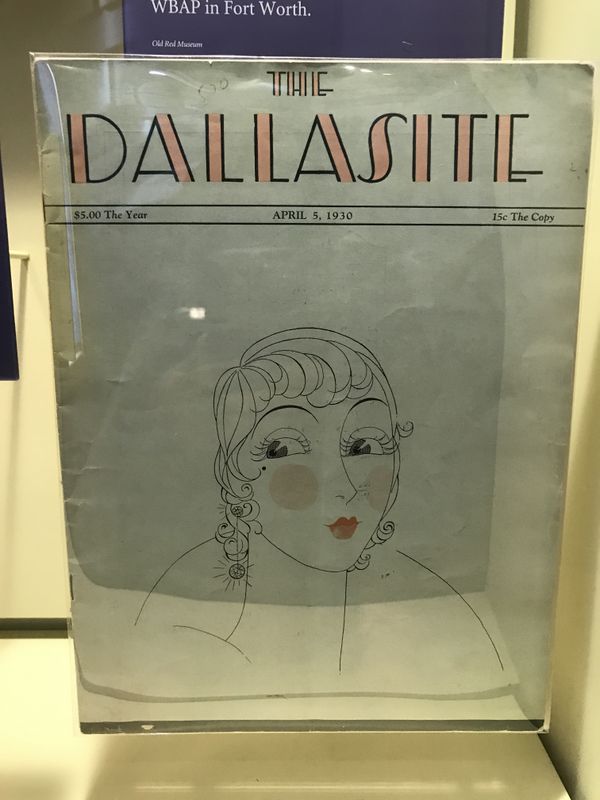 WBAP in Fort Worth.
Old Red Museum
THE
DALLASITE
$5.00 The Year APRIL 5, 1930 15c The Copy